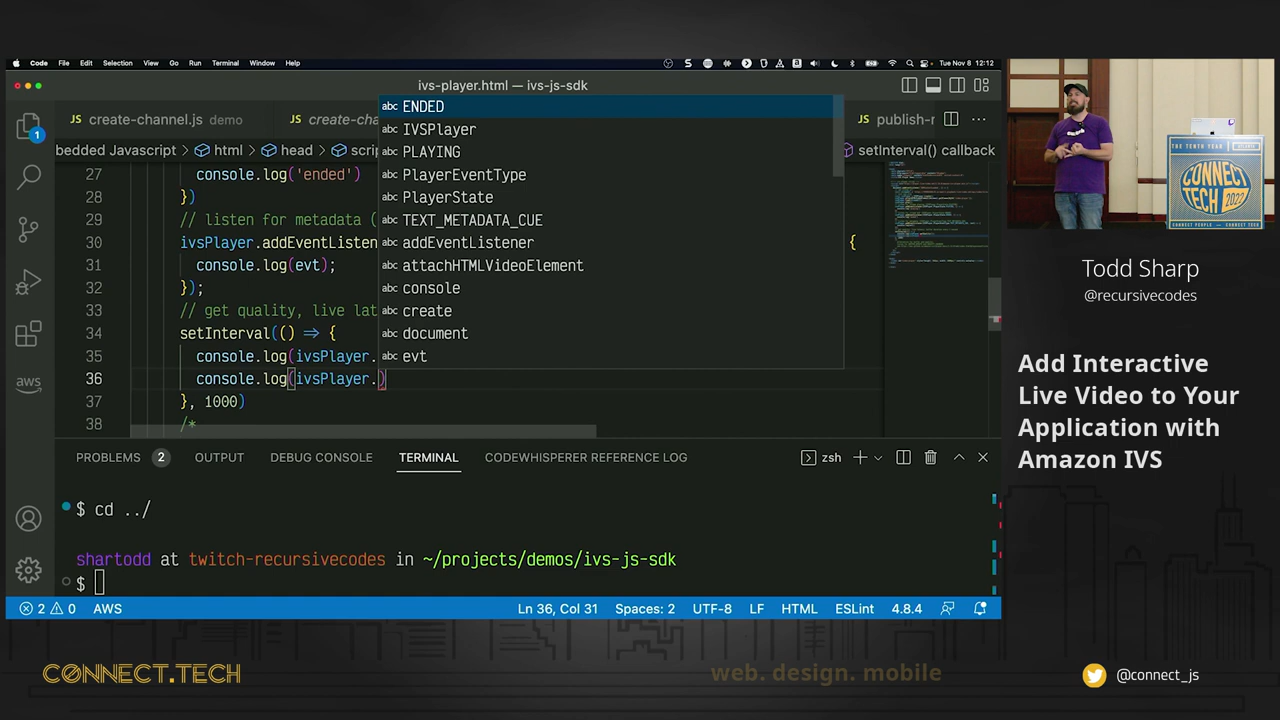 Code File Edit Selection View Go Run Terminal Window Help
Tue Nov 8 12:12
ivs-player.html — ivs-js-sdk
JS create-channel.js demo
JS create-cha
JS publish-r
bedded Javascript > html > head > scri
setInterval() callback
27 console.log('ended')
28 })
29 // listen for metadata (
30 ivsPlayer.addEventListen
{
31 console.log(evt);
32 });
33 // get quality, live lat
34 setInterval(() => {
35 console.log(ivsPlayer.
36 console.log(ivsPlayer.)
37 }, 1000)
38 /*
abc ENDED
abc IVSPlayer
abc PLAYING
abc PlayerEventType
abc PlayerState
abc TEXT_METADATA_CUE
abc addEventListener
abc attachHTMLVideoElement
abc console
abc create
abc document
abc evt
1
aws
PROBLEMS 2 OUTPUT DEBUG CONSOLE TERMINAL CODEWHISPERER REFERENCE LOG
zsh
$ cd ../
shartodd at twitch-recursivecodes in ~/projects/demos/ivs-js-sdk
$
2 0 AWS
Ln 36, Col 31 Spaces: 2 UTF-8 LF HTML ESLint 4.8.4
THE TENTH YEAR
CONNECT
TECH
2022
Todd Sharp
@recursivecodes
Add Interactive
Live Video to Your
Application with
Amazon IVS
CONNECT.TECH
web. design. mobile
@connect_js